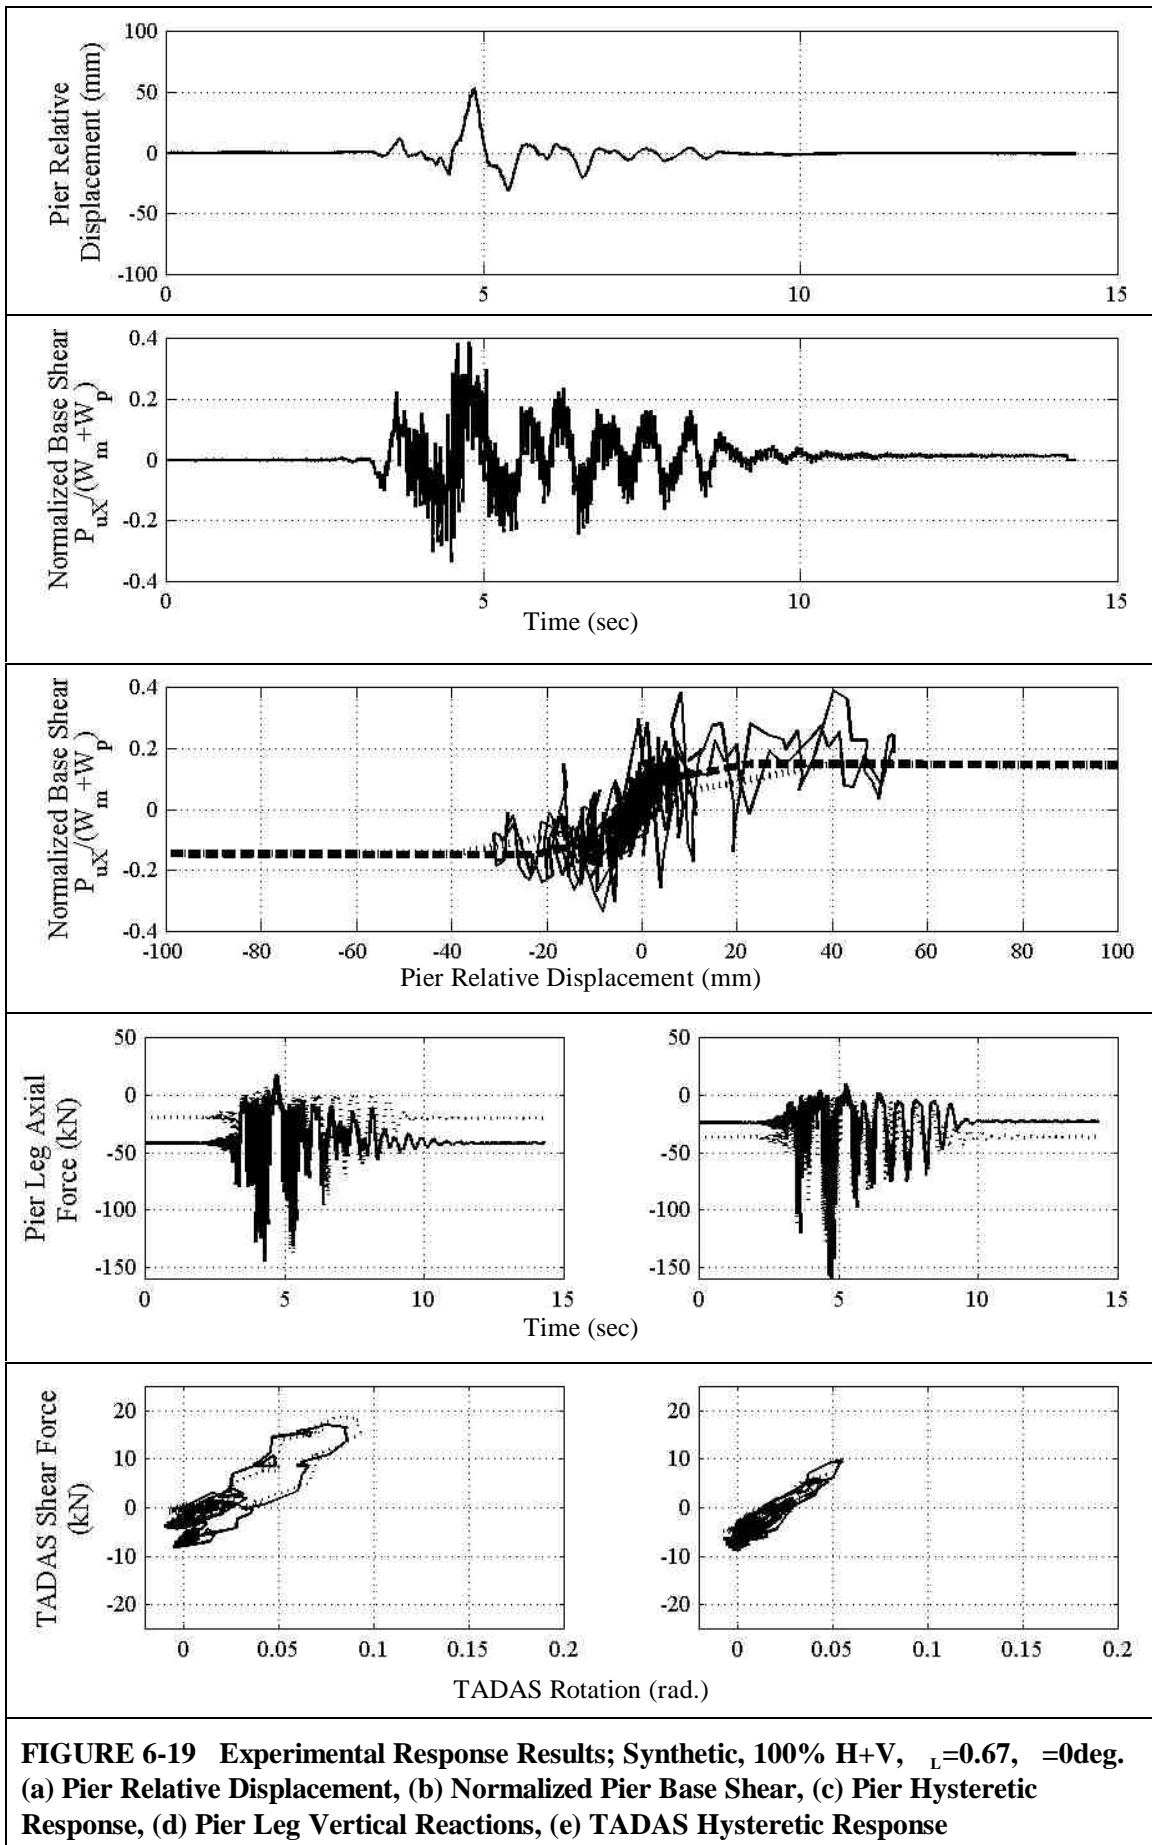 Pier Relative
Displacement (mm)
100
50
0
-50
-100
0 5 10 15
Normalized Base Shear
P_uX/(W_m+W_p)
0.4
0.2
0
-0.2
-0.4
0 5 10 15
Time (sec)
Normalized Base Shear
P_uX/(W_m+W_p)
0.4
0.2
0
-0.2
-0.4
-100 -80 -60 -40 -20 0 20 40 60 80 100
Pier Relative Displacement (mm)
Pier Leg Axial
Force (kN)
50
0
-50
-100
-150
0 5 10 15
50
0
-50
-100
-150
0 5 10 15
Time (sec)
TADAS Shear Force
(kN)
20
10
0
-10
-20
0 0.05 0.1 0.15 0.2
20
10
0
-10
-20
0 0.05 0.1 0.15 0.2
TADAS Rotation (rad.)
FIGURE 6-19 Experimental Response Results; Synthetic, 100% H+V, L=0.67, =0deg.
(a) Pier Relative Displacement, (b) Normalized Pier Base Shear, (c) Pier Hysteretic
Response, (d) Pier Leg Vertical Reactions, (e) TADAS Hysteretic Response